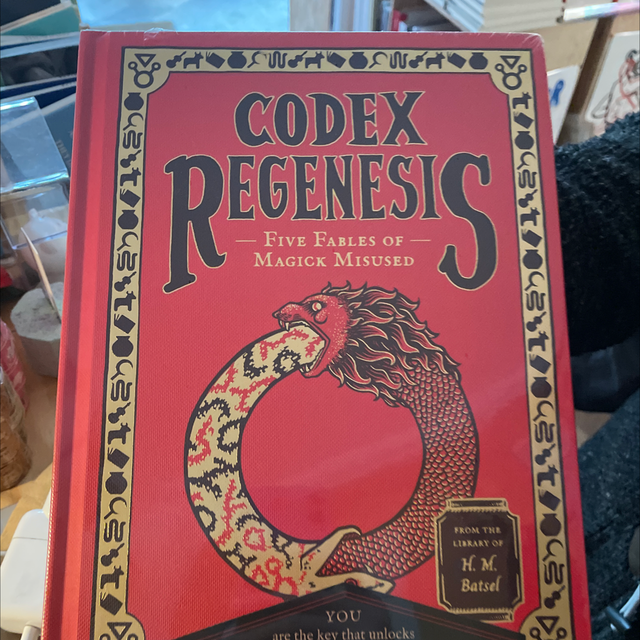 CODEX
REGENESIS
FIVE FABLES OF
MAGICK MISUSED
FROM THE
LIBRARY OF
H. M.
Batsel
YOU
are the key that unlocks